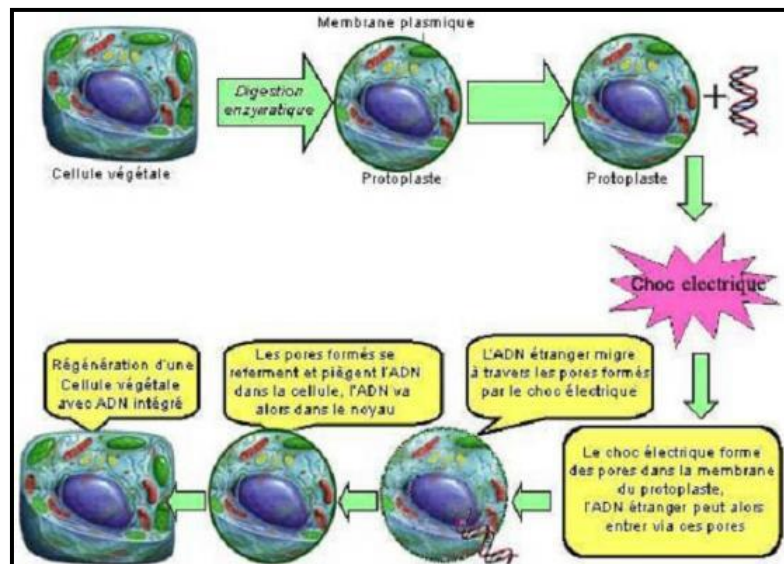 Membrane plasmique
Digestion
enzymatique
Cellule végétale
Protoplaste
Protoplaste
+
Choc electrique
Le choc électrique forme
des pores dans la membrane
du protoplaste,
l'ADN étranger peut alors
entrer via ces pores
L'ADN étranger migre
à travers les pores formés
par le choc électrique
Les pores formés se
referment et piègent l'ADN
dans la cellule, l'ADN va
alors dans le noyau
Régénération d'une
Cellule végétale
avec ADN intégré